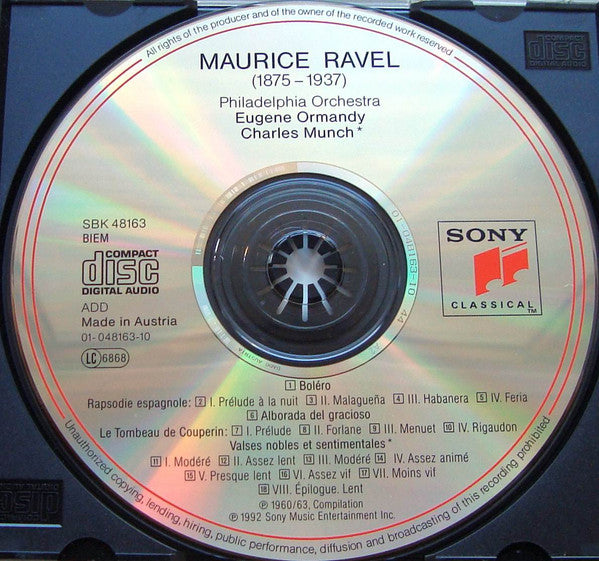 All rights of the producer and of the owner of the recorded work reserved
MAURICE RAVEL
(1875 – 1937)
Philadelphia Orchestra
Eugene Ormandy
Charles Munch *
SBK 48163
BIEM
COMPACT
disc
DIGITAL AUDIO
ADD
Made in Austria
01-048163-10
LC 6868
SONY
CLASSICAL TM
1 Boléro
Rapsodie espagnole: 2 I. Prélude à la nuit 3 II. Malagueña 4 III. Habanera 5 IV. Feria
6 Alborada del gracioso
Le Tombeau de Couperin: 7 I. Prélude 8 II. Forlane 9 III. Menuet 10 IV. Rigaudon
Valses nobles et sentimentales *
11 I. Modéré 12 II. Assez lent 13 III. Modéré 14 IV. Assez animé
15 V. Presque lent 16 VI. Assez vif 17 VII. Moins vif
18 VIII. Épilogue. Lent
℗ 1960/63, Compilation
℗ 1992 Sony Music Entertainment Inc.
Unauthorized copying, lending, hiring, public performance, diffusion and broadcasting of this recording prohibited
COMPACT
disc
DIGITAL AUDIO